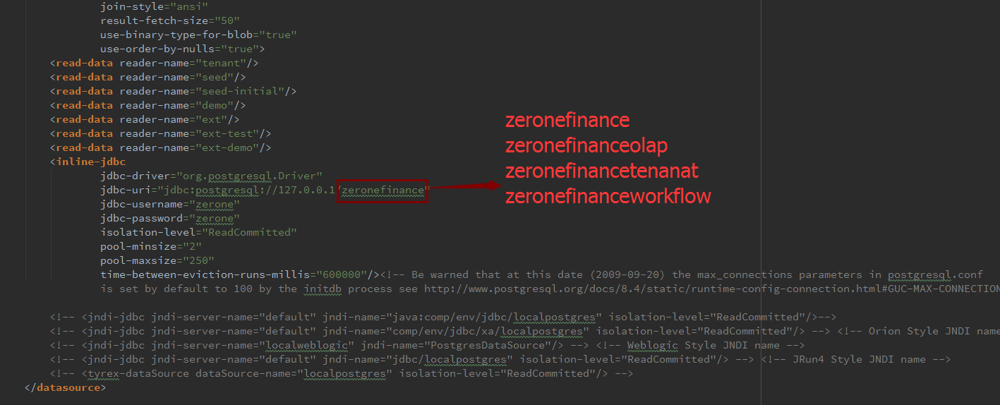 join-style="ansi"
result-fetch-size="50"
use-binary-type-for-blob="true"
use-order-by-nulls="true">
<read-data reader-name="tenant"/>
<read-data reader-name="seed"/>
<read-data reader-name="seed-initial"/>
<read-data reader-name="demo"/>
<read-data reader-name="ext"/>
<read-data reader-name="ext-test"/>
<read-data reader-name="ext-demo"/>
<inline-jdbc
jdbc-driver="org.postgresql.Driver"
jdbc-uri="jdbc:postgresql://127.0.0.1/zeronefinance"
jdbc-username="zerone"
jdbc-password="zerone"
isolation-level="ReadCommitted"
pool-minsize="2"
pool-maxsize="250"
time-between-eviction-runs-millis="600000"/><!-- Be warned that at this date (2009-09-20) the max_connections parameters in postgresql.conf
is set by default to 100 by the initdb process see http://www.postgresql.org/docs/8.4/static/runtime-config-connection.html#GUC-MAX-CONNECTION
<!-- <jndi-jdbc jndi-server-name="default" jndi-name="java:comp/env/jdbc/localpostgres" isolation-level="ReadCommitted"/>-->
<!-- <jndi-jdbc jndi-server-name="default" jndi-name="comp/env/jdbc/xa/localpostgres" isolation-level="ReadCommitted"/> --> <!-- Orion Style JNDI name
<!-- <jndi-jdbc jndi-server-name="localweblogic" jndi-name="PostgresDataSource"/> --> <!-- Weblogic Style JNDI name -->
<!-- <jndi-jdbc jndi-server-name="default" jndi-name="jdbc/localpostgres" isolation-level="ReadCommitted"/> --> <!-- JRun4 Style JNDI name -->
<!-- <tyrex-dataSource dataSource-name="localpostgres" isolation-level="ReadCommitted"/> -->
</datasource>
zeronefinance
zeronefinanceolap
zeronefinancetenanat
zeronefinanceworkflow